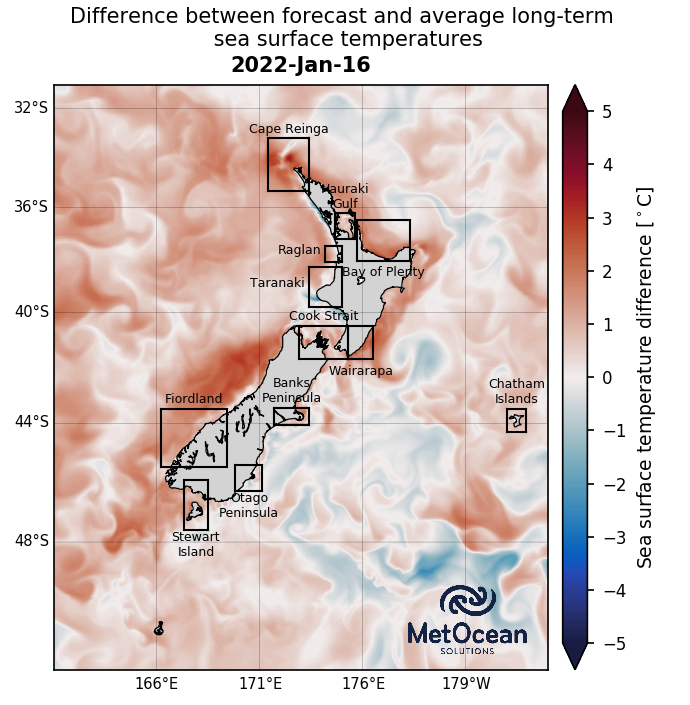 Difference between forecast and average long-term
sea surface temperatures
2022-Jan-16
32°S
36°S
40°S
44°S
48°S
166°E
171°E
176°E
179°W
Cape Reinga
Hauraki
Gulf
Raglan
Bay of Plenty
Taranaki
Cook Strait
Wairarapa
Banks
Peninsula
Fiordland
Chatham
Islands
Otago
Peninsula
Stewart
Island
MetOcean
SOLUTIONS
5
4
3
2
1
0
−1
−2
−3
−4
−5
Sea surface temperature difference [°C]